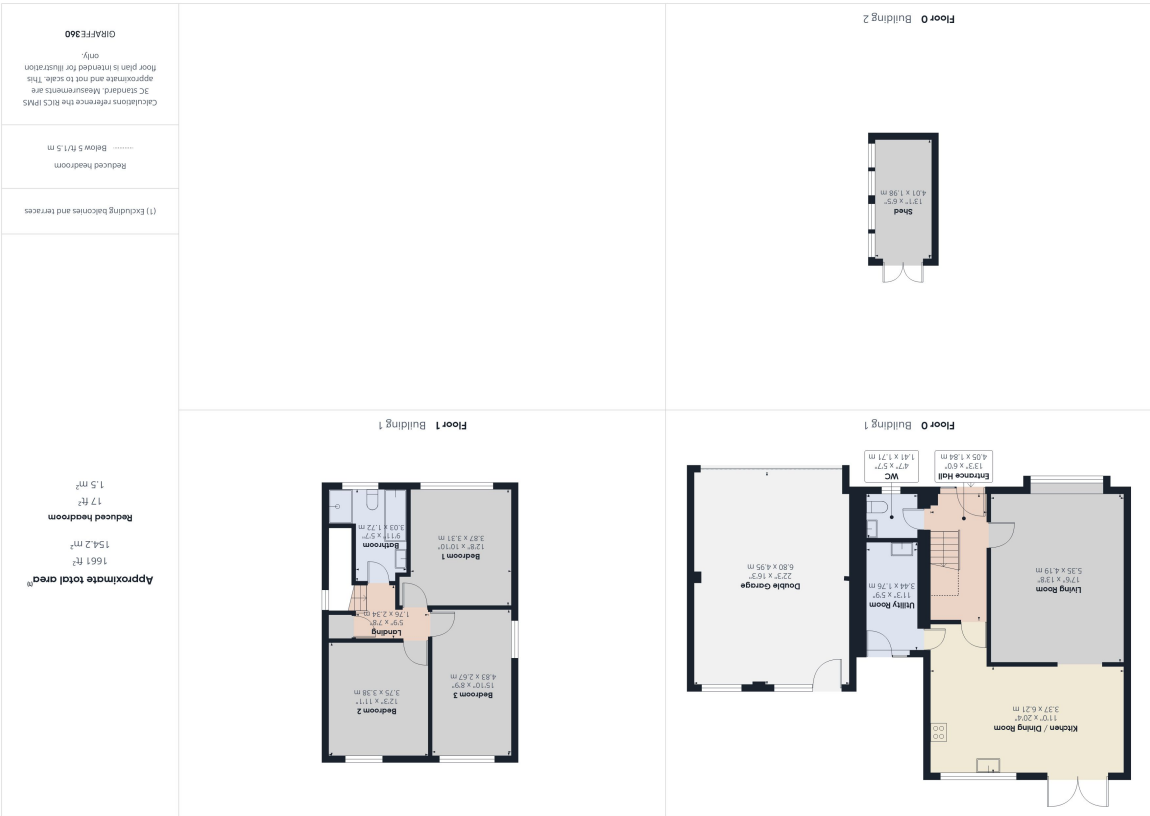 Kitchen / Dining Room
11'0" x 20'4"
3.37 x 6.21 m
Living Room
17'6" x 13'8"
5.35 x 4.19 m
Utility Room
11'3" x 5'9"
3.44 x 1.76 m
Double Garage
22'3" x 16'3"
6.80 x 4.95 m
Entrance Hall
13'3" x 6'0"
4.05 x 1.84 m
WC
4'7" x 5'7"
1.41 x 1.71 m
Floor 0 Building 1
Bedroom 3
15'10" x 8'9"
4.83 x 2.67 m
Bedroom 2
12'3" x 11'1"
3.75 x 3.38 m
Landing
5'9" x 7'8"
1.76 x 2.34 m
Bedroom 1
12'8" x 10'10"
3.87 x 3.31 m
Bathroom
9'11" x 5'7"
3.03 x 1.72 m
Floor 1 Building 1
Shed
13'1" x 6'5"
4.01 x 1.98 m
Floor 0 Building 2
Approximate total area(1)
1661 ft²
154.2 m²
Reduced headroom
17 ft²
1.5 m²
(1) Excluding balconies and terraces
Reduced headroom
Below 5 ft/1.5 m
Calculations reference the RICS IPMS
3C standard. Measurements are
approximate and not to scale. This
floor plan is intended for illustration
only.
GIRAFFE360